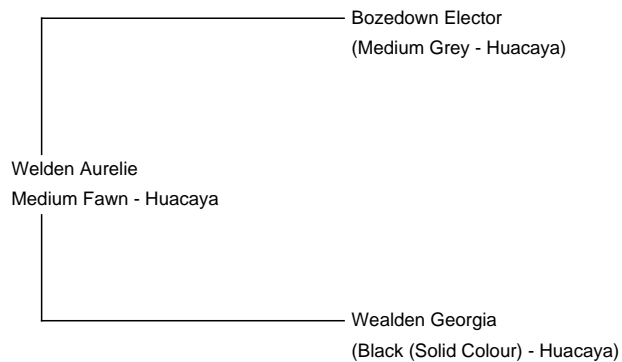 Bozedown Elector
(Medium Grey - Huacaya)
Welden Aurelie
Medium Fawn - Huacaya
Wealden Georgia
(Black (Solid Colour) - Huacaya)